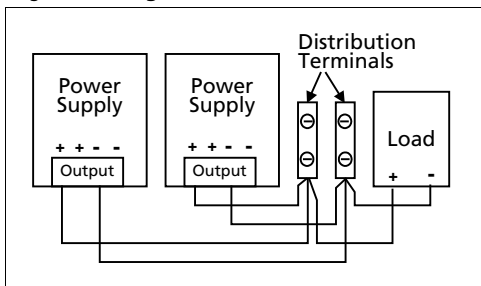 Distribution
Terminals
Power
Supply
+ + - -
Output
Power
Supply
+ + - -
Output
Load
+ -